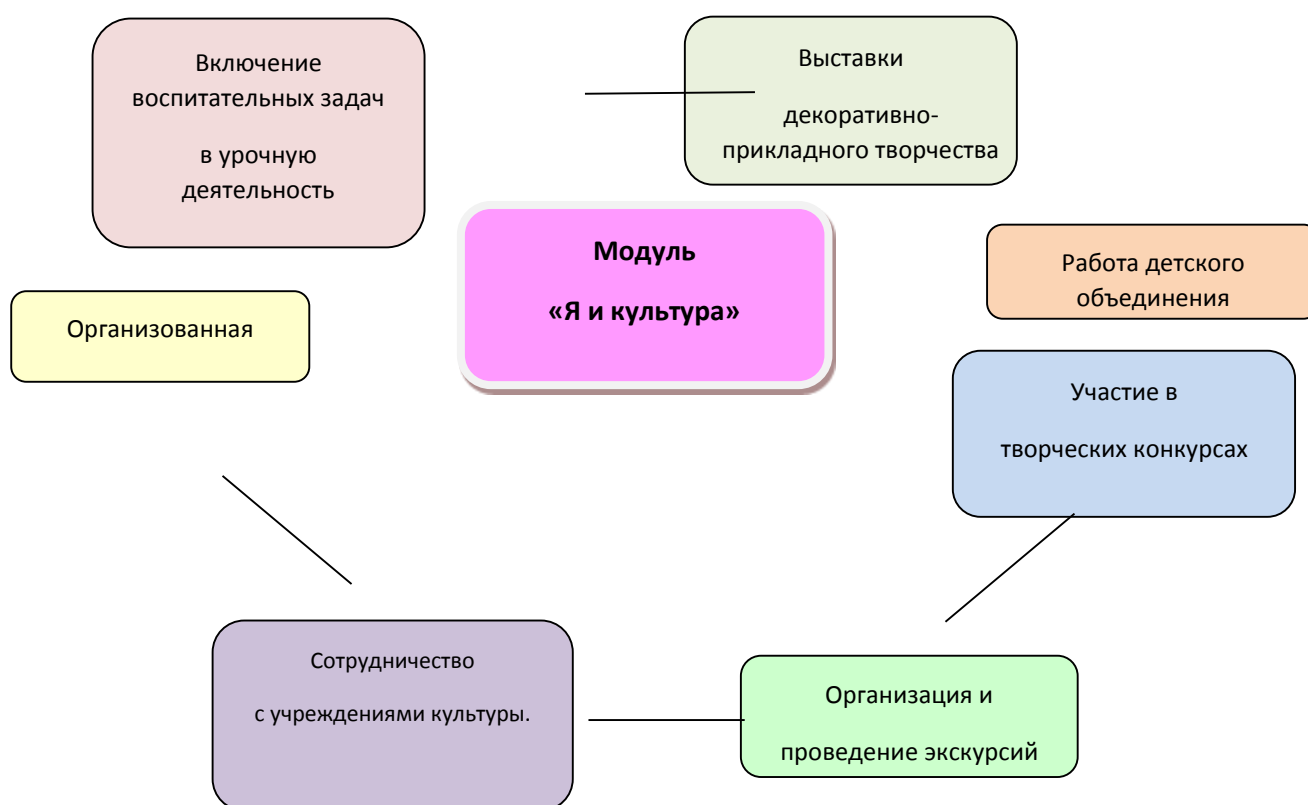 Включение
воспитательных задач
в урочную
деятельность
Выставки
декоративно-
прикладного творчества
Модуль
«Я и культура»
Работа детского
объединения
Организованная
Участие в
творческих конкурсах
Сотрудничество
с учреждениями культуры.
Организация и
проведение экскурсий